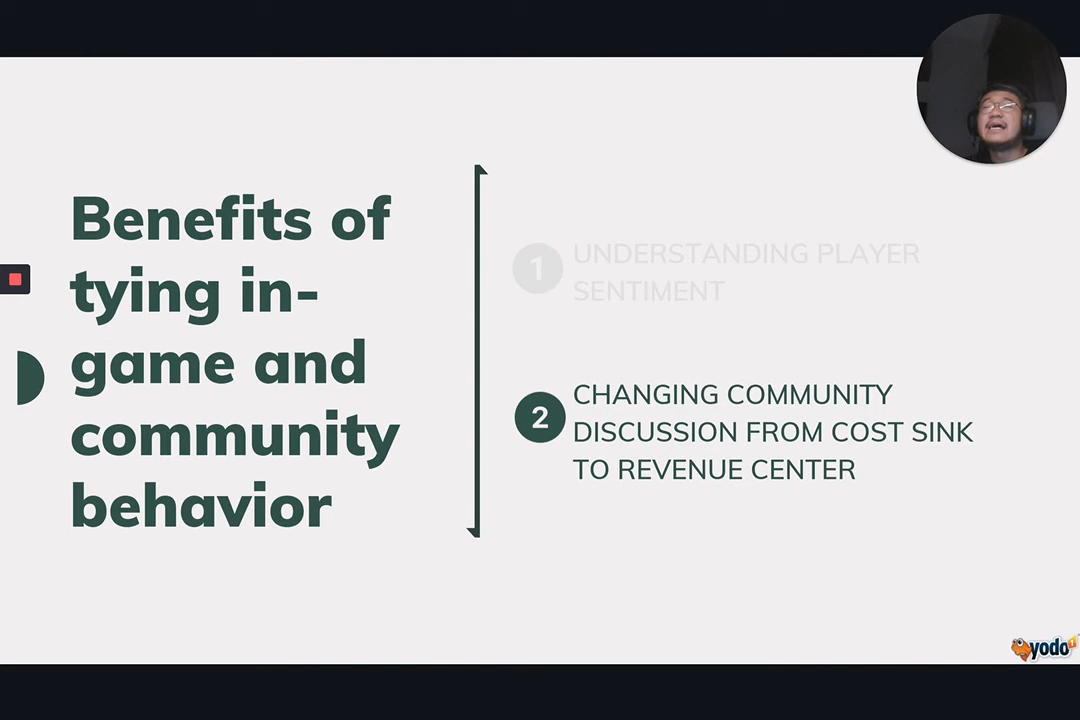 Benefits of
tying in-
game and
community
behavior
1
UNDERSTANDING PLAYER
SENTIMENT
2
CHANGING COMMUNITY
DISCUSSION FROM COST SINK
TO REVENUE CENTER
yodo1